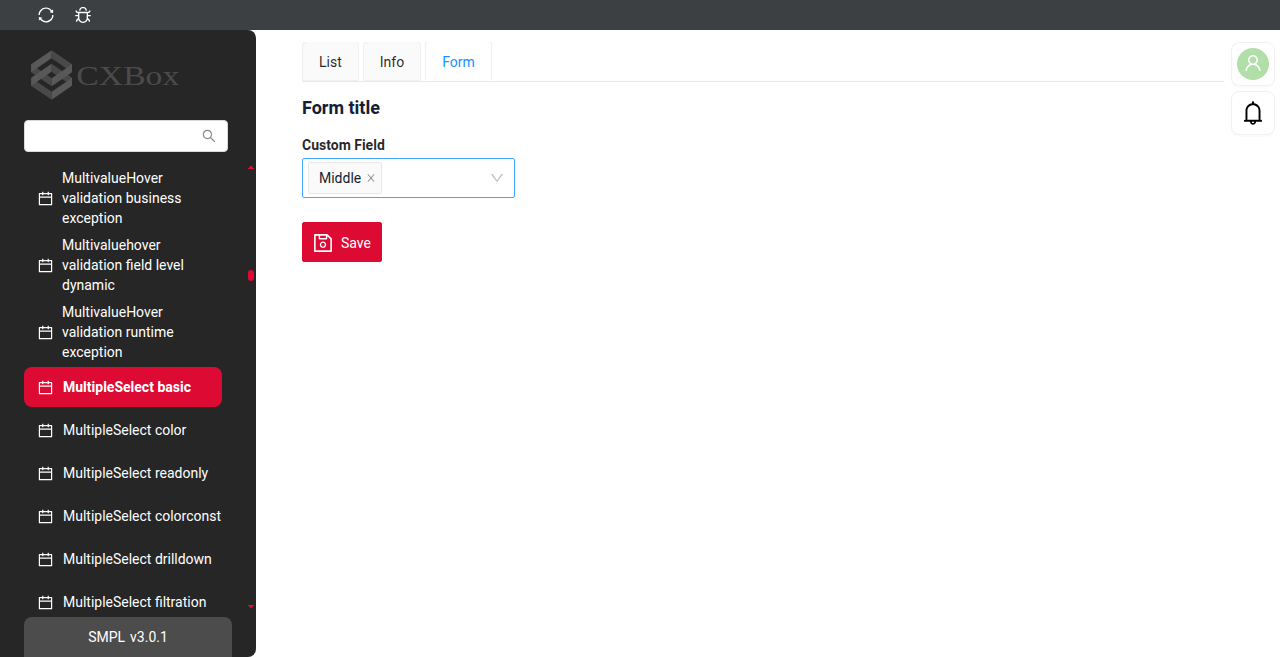 CXBox
MultivalueHover
validation business
exception
Multivaluehover
validation field level
dynamic
MultivalueHover
validation runtime
exception
MultipleSelect basic
MultipleSelect color
MultipleSelect readonly
MultipleSelect colorconst
MultipleSelect drilldown
MultipleSelect filtration
SMPL v3.0.1
List
Info
Form
Form title
Custom Field
Middle
Save